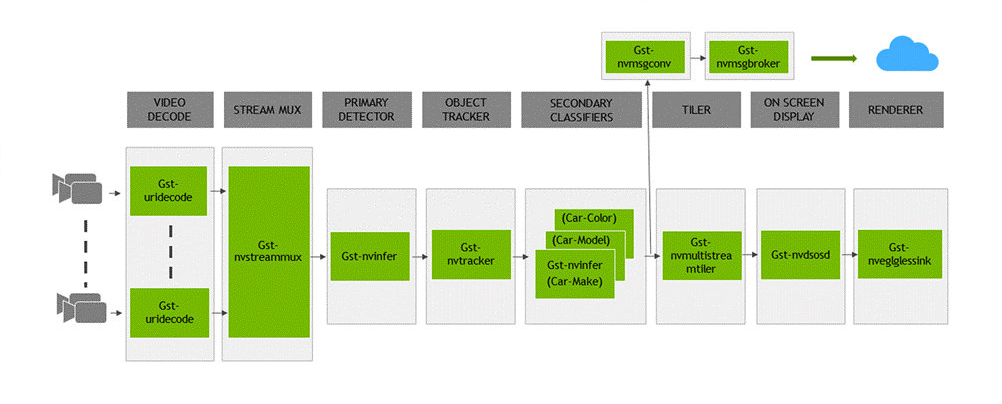 Gst-
nvmsgconv
Gst-
nvmsgbroker
VIDEO
DECODE
STREAM MUX
PRIMARY
DETECTOR
OBJECT
TRACKER
SECONDARY
CLASSIFIERS
TILER
ON SCREEN
DISPLAY
RENDERER
Gst-
uridecode
Gst-
uridecode
Gst-
nvstreammux
Gst-nvinfer
Gst-
nvtracker
(Car-Color)
(Car-Model)
Gst-nvinfer
(Car-Make)
Gst-
nvmultistrea
mtiler
Gst-nvdsosd
Gst-
nveglglessink